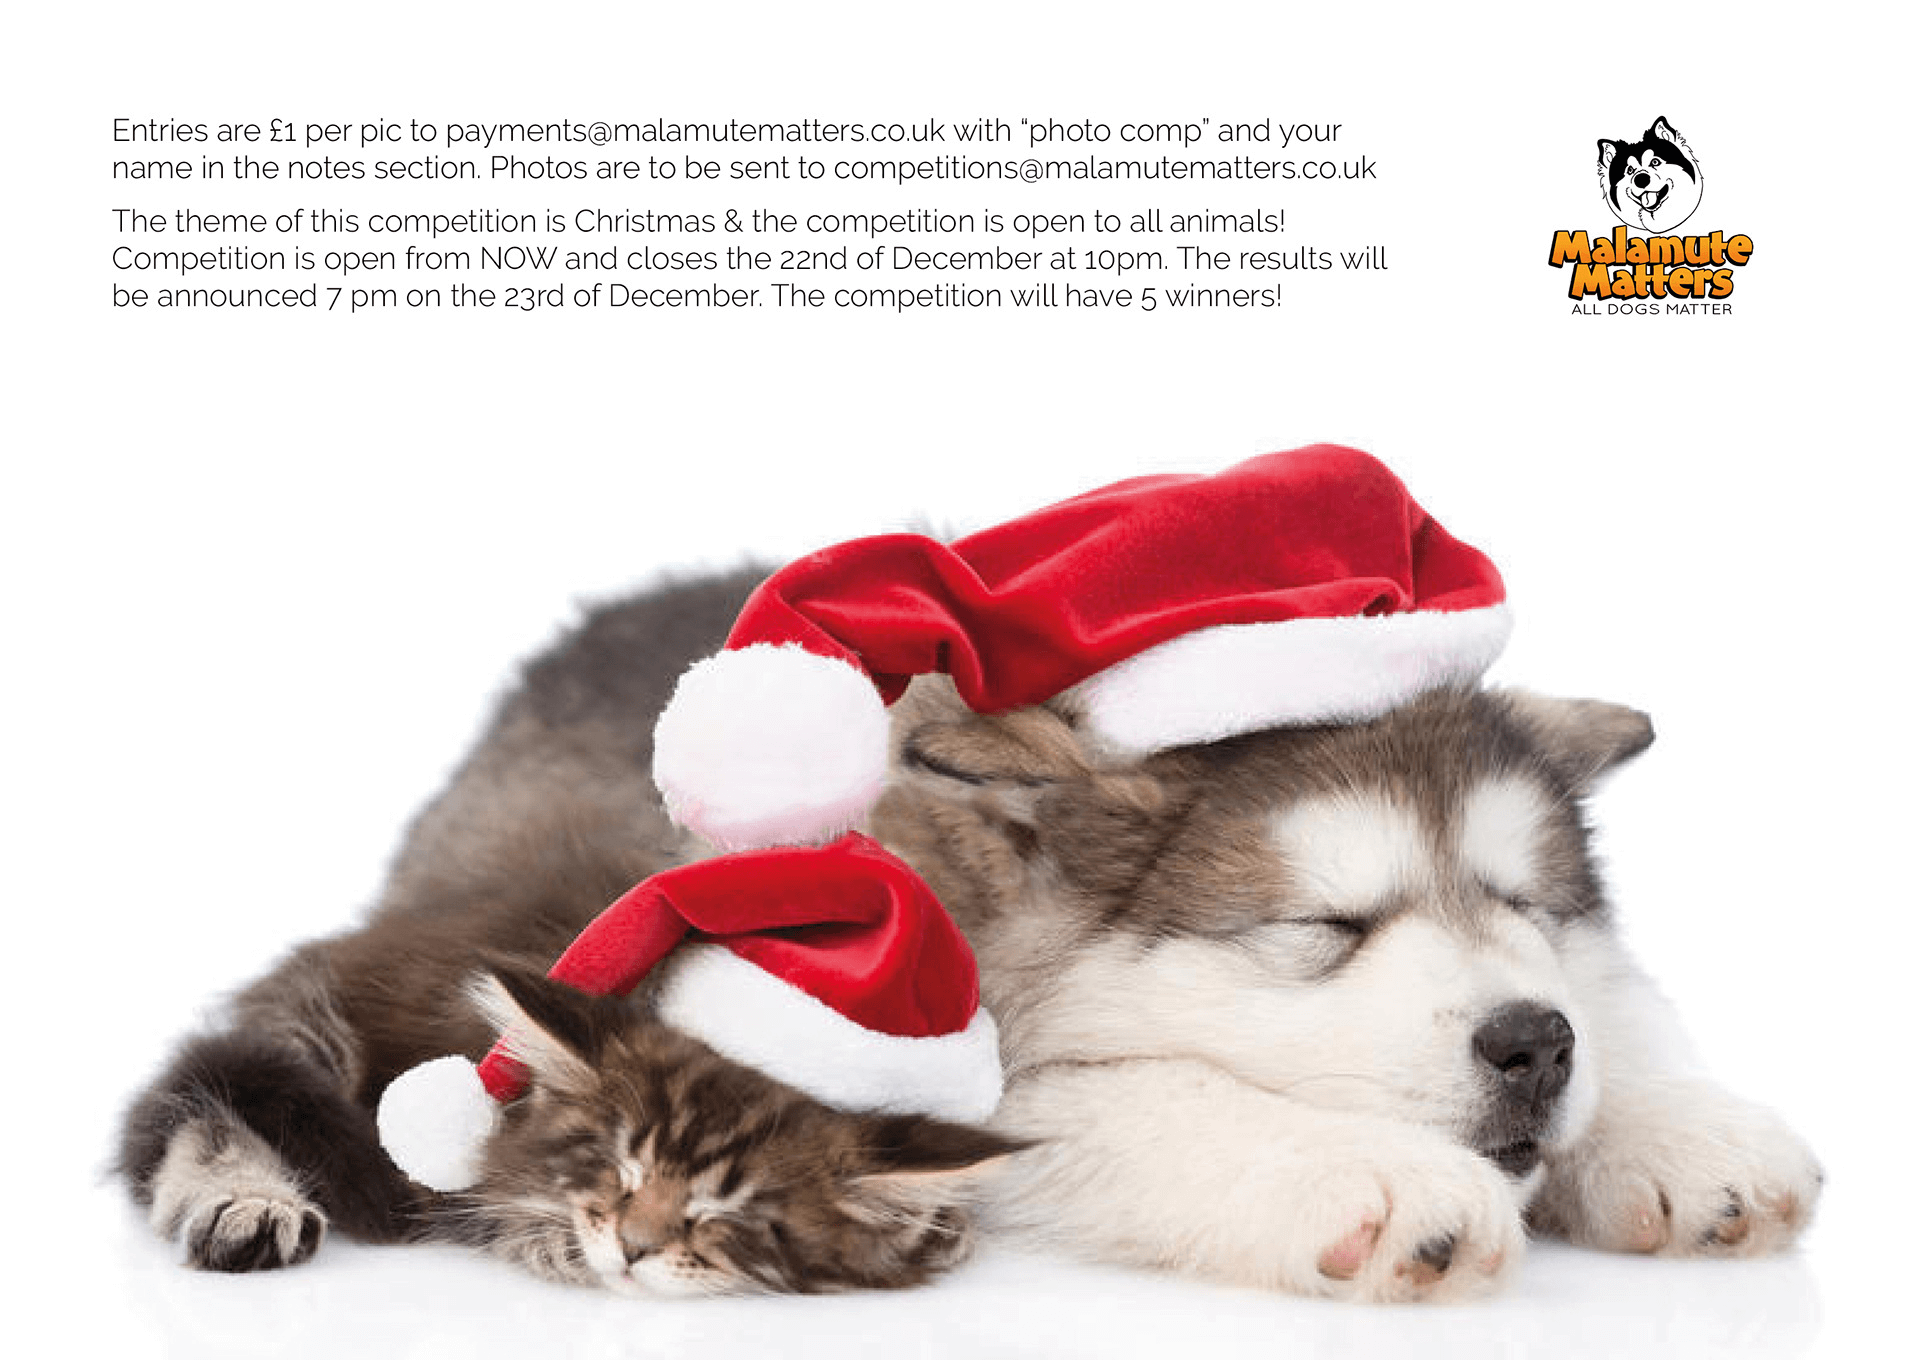 Entries are £1 per pic to payments@malamutematters.co.uk with “photo comp” and your
name in the notes section. Photos are to be sent to competitions@malamutematters.co.uk
The theme of this competition is Christmas & the competition is open to all animals!
Competition is open from NOW and closes the 22nd of December at 10pm. The results will
be announced 7 pm on the 23rd of December. The competition will have 5 winners!
Malamute
Matters
ALL DOGS MATTER